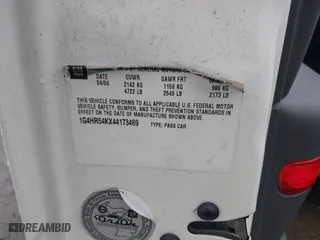 GM
DATE GVWR GAWR FRT
04/04 2142 KG 1156 KG 986 KG
4722 LB 2549 LB 2173 LB
THIS VEHICLE CONFORMS TO ALL APPLICABLE U.S. FEDERAL MOTOR
VEHICLE SAFETY, BUMPER, AND THEFT PREVENTION STANDARDS IN
EFFECT ON THE DATE OF MANUFACTURE SHOWN ABOVE.
1G4HR54KX44173469 TYPE: PASS CAR
DREAMBID